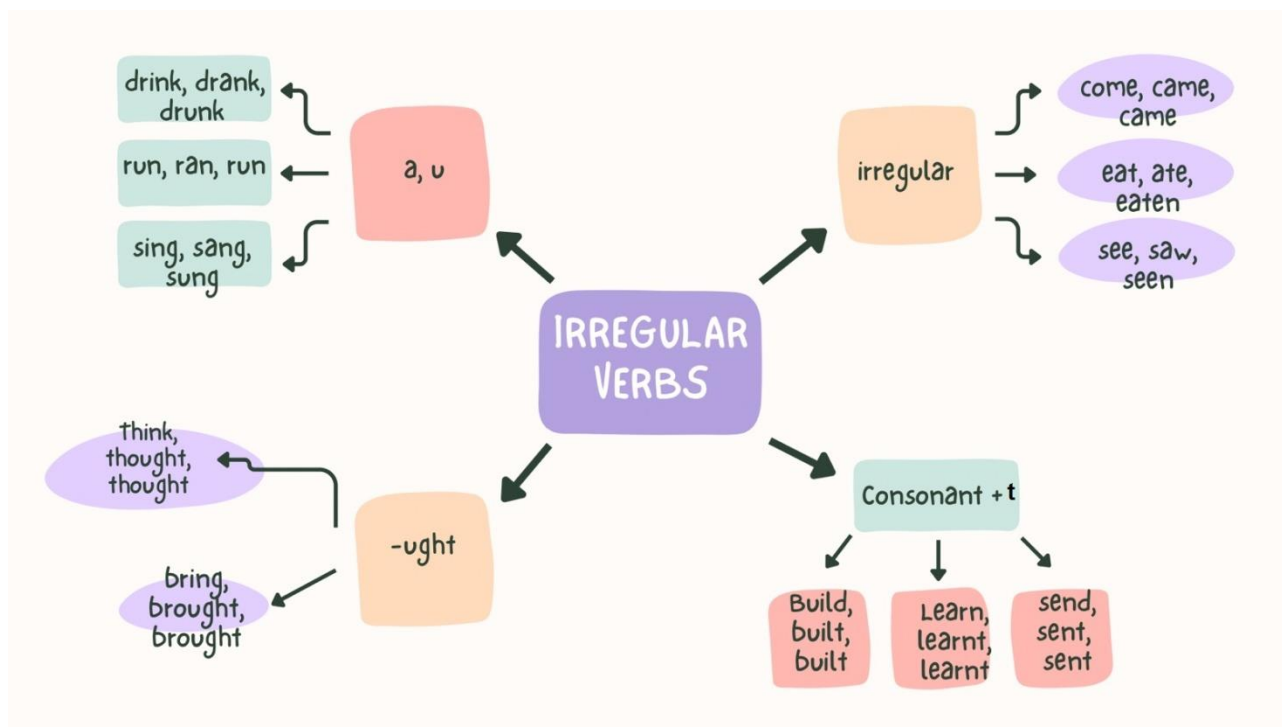 IRREGULAR
VERBS
a, u
drink, drank,
drunk
run, ran, run
sing, sang,
sung
irregular
come, came,
came
eat, ate,
eaten
see, saw,
seen
-ught
think,
thought,
thought
bring,
brought,
brought
Consonant + t
Build,
built,
built
Learn,
learnt,
learnt
send,
sent,
sent